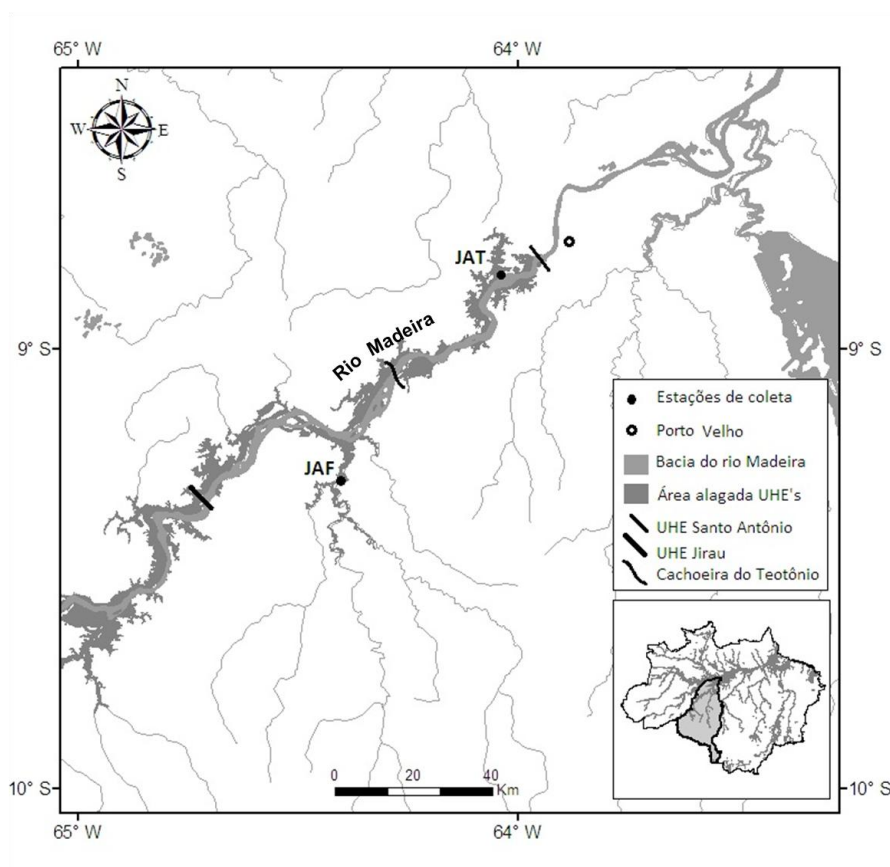 65° W
64° W
N
W
E
S
JAT
Rio Madeira
9° S
9° S
JAF
Estações de coleta
Porto Velho
Bacia do rio Madeira
Área alagada UHE's
UHE Santo Antônio
UHE Jirau
Cachoeira do Teotônio
0 20 40
Km
10° S
10° S
65° W
64° W